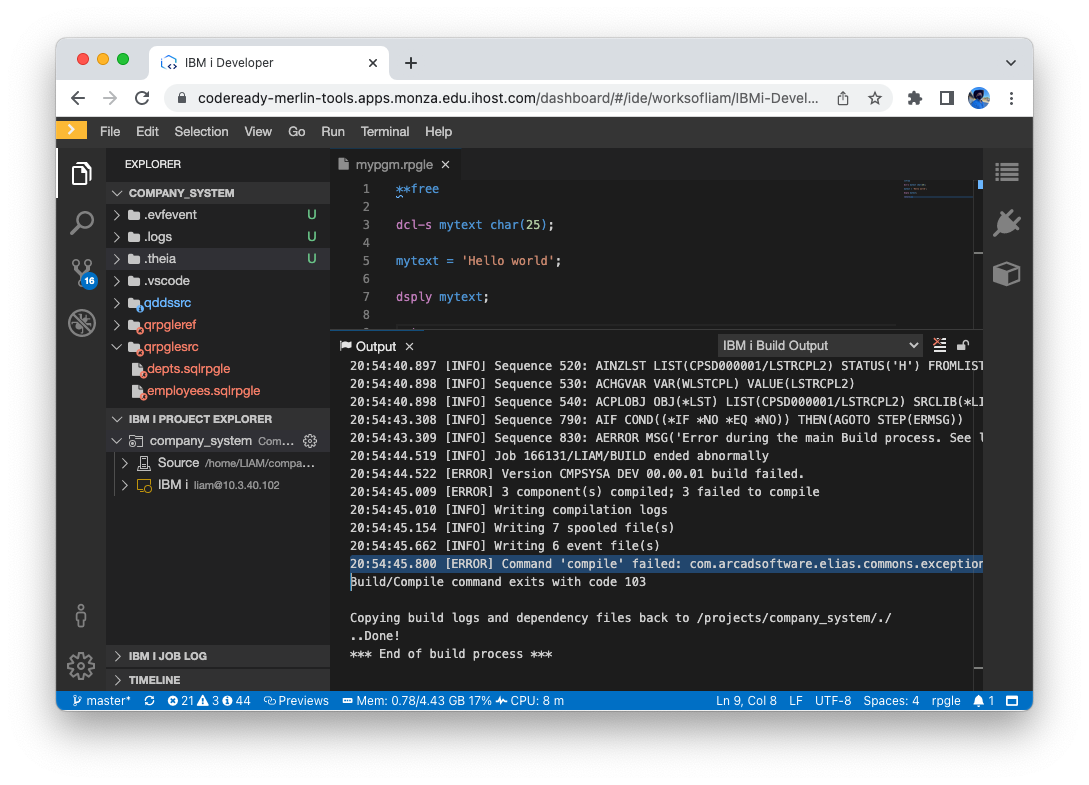 IBM i Developer
codeready-merlin-tools.apps.monza.edu.ihost.com/dashboard/#/ide/worksofliam/IBMi-Devel...
File Edit Selection View Go Run Terminal Help
EXPLORER
COMPANY_SYSTEM
.evfevent U
.logs U
.theia U
.vscode
qddssrc
qrpgleref
qrpglesrc
depts.sqlrpgle
employees.sqlrpgle
16
IBM I PROJECT EXPLORER
company_system Com...
Source /home/LIAM/compa...
IBM i liam@10.3.40.102
IBM I JOB LOG
TIMELINE
mypgm.rpgle
1 **free
2
3 dcl-s mytext char(25);
4
5 mytext = 'Hello world';
6
7 dsply mytext;
8
Output
IBM i Build Output
20:54:40.897 [INFO] Sequence 520: AINZLST LIST(CPSD000001/LSTRCPL2) STATUS('H') FROMLIST
20:54:40.898 [INFO] Sequence 530: ACHGVAR VAR(WLSTCPL) VALUE(LSTRCPL2)
20:54:40.898 [INFO] Sequence 540: ACPLOBJ OBJ(*LST) LIST(CPSD000001/LSTRCPL2) SRCLIB(*LI
20:54:43.308 [INFO] Sequence 790: AIF COND((*IF *NO *EQ *NO)) THEN(AGOTO STEP(ERMSG))
20:54:43.309 [INFO] Sequence 830: AERROR MSG('Error during the main Build process. See l
20:54:44.519 [INFO] Job 166131/LIAM/BUILD ended abnormally
20:54:44.522 [ERROR] Version CMPSYSA DEV 00.00.01 build failed.
20:54:45.009 [ERROR] 3 component(s) compiled; 3 failed to compile
20:54:45.010 [INFO] Writing compilation logs
20:54:45.154 [INFO] Writing 7 spooled file(s)
20:54:45.662 [INFO] Writing 6 event file(s)
20:54:45.800 [ERROR] Command 'compile' failed: com.arcadsoftware.elias.commons.exception
Build/Compile command exits with code 103
Copying build logs and dependency files back to /projects/company_system/./
..Done!
*** End of build process ***
master* 21 3 44 Previews Mem: 0.78/4.43 GB 17% CPU: 8 m Ln 9, Col 8 LF UTF-8 Spaces: 4 rpgle 1